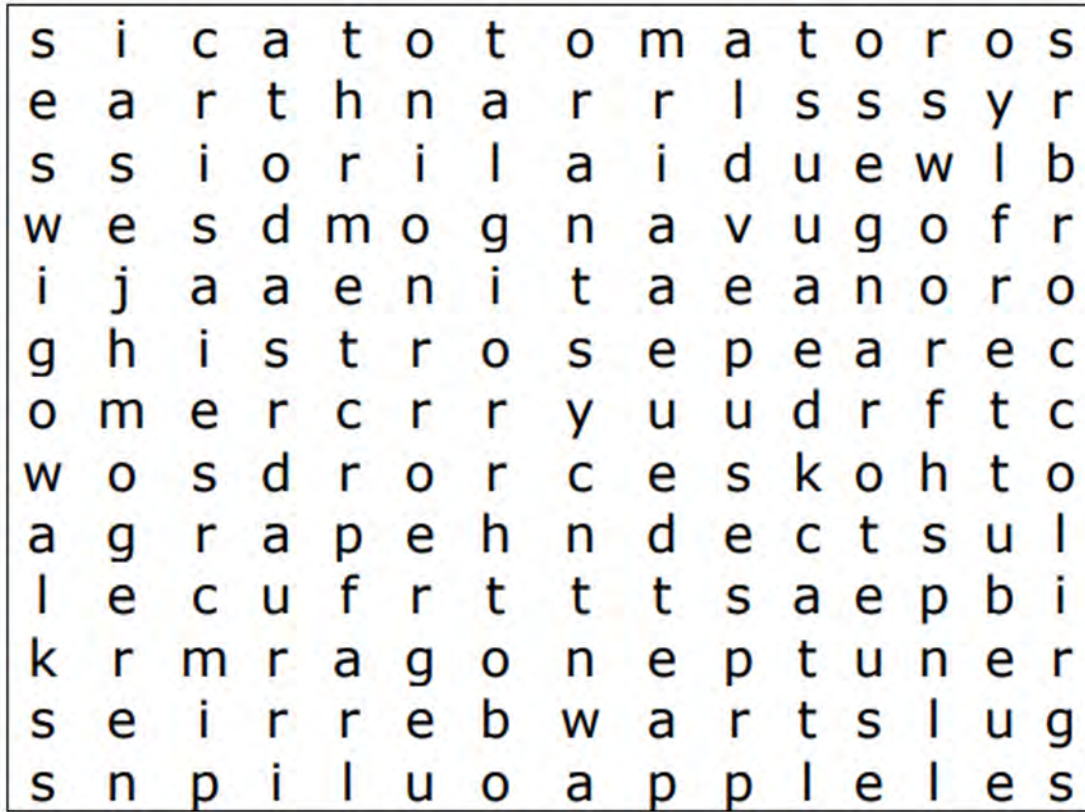 s i c a t o t o m a t o r o s
e a r t h n a r r l s s s y r
s s i o r i l a i d u e w l b
w e s d m o g n a v u g o f r
i j a a e n i t a e a n o r o
g h i s t r o s e p e a r e c
o m e r c r r y u u d r f t c
w o s d r o r c e s k o h t o
a g r a p e h n d e c t s u l
l e c u f r t t t s a e p b i
k r m r a g o n e p t u n e r
s e i r r e b w a r t s l u g
s n p i l u o a p p l e l e s